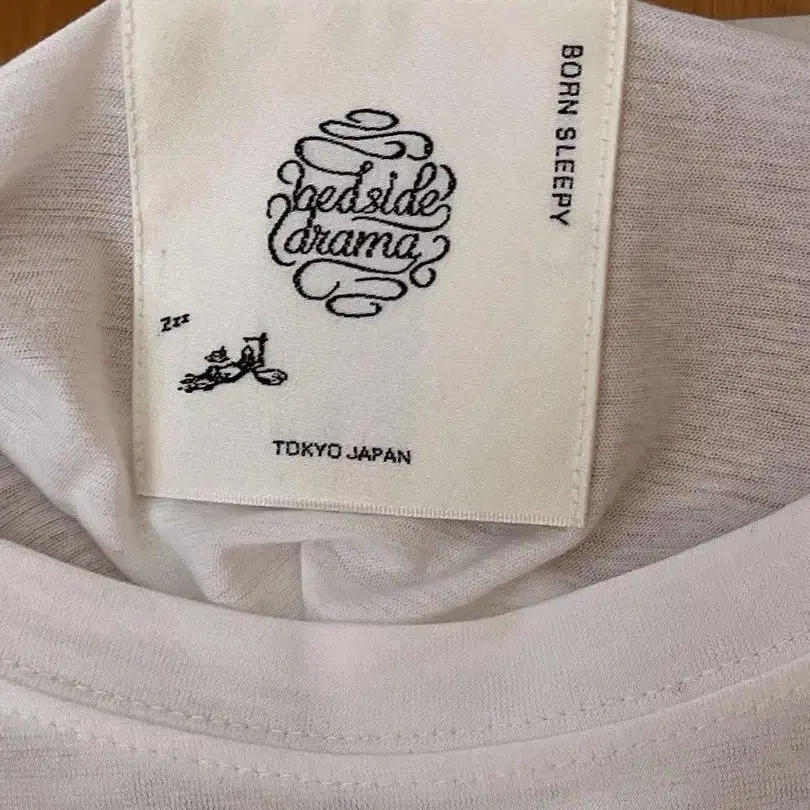 BORN SLEEPY
bedside
drama
zzz
TOKYO JAPAN